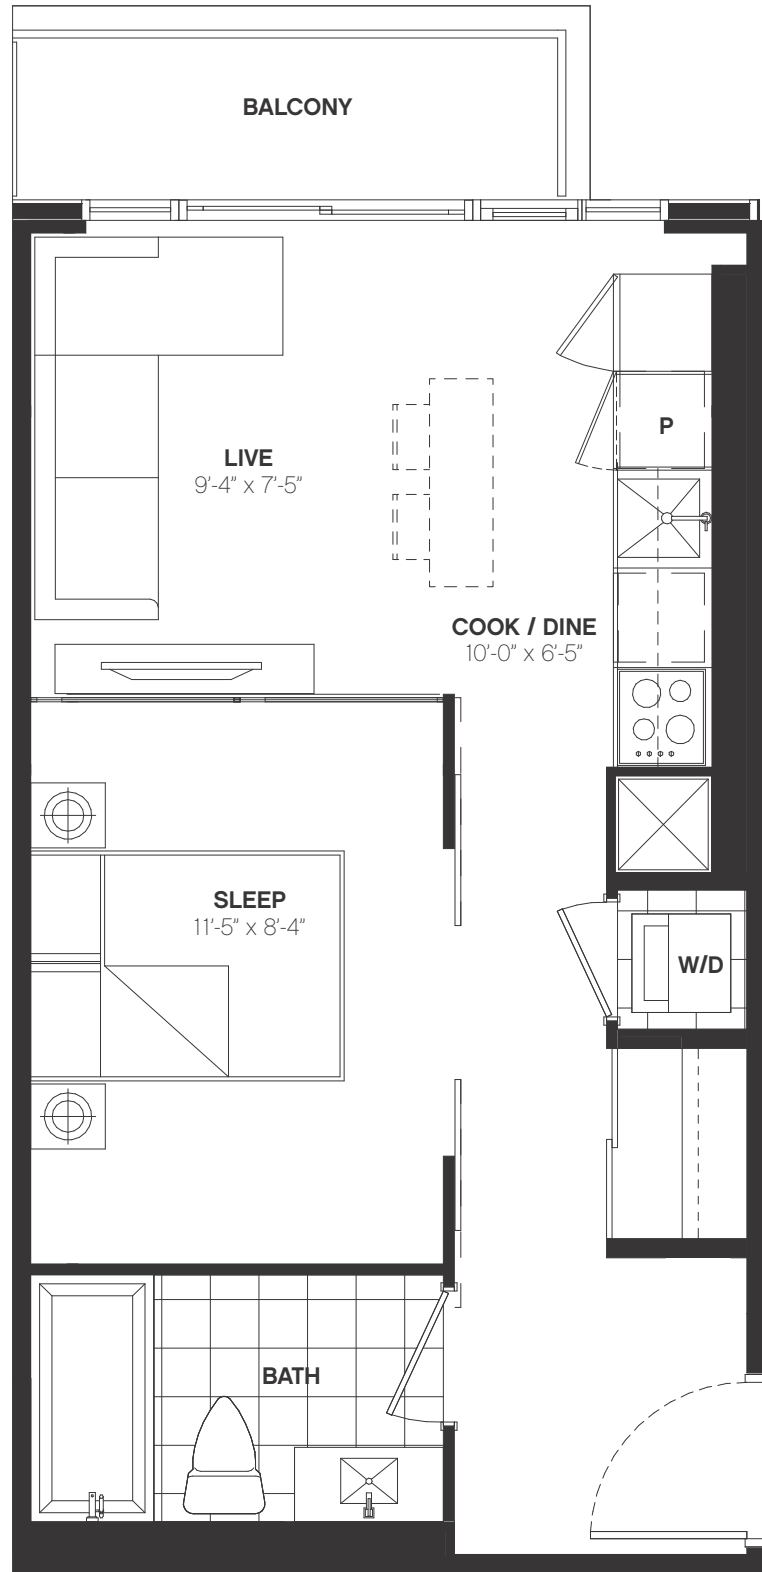 BALCONY
P
LIVE
9'-4" x 7'-5"
COOK / DINE
10'-0" x 6'-5"
SLEEP
11'-5" x 8'-4"
W/D
BATH